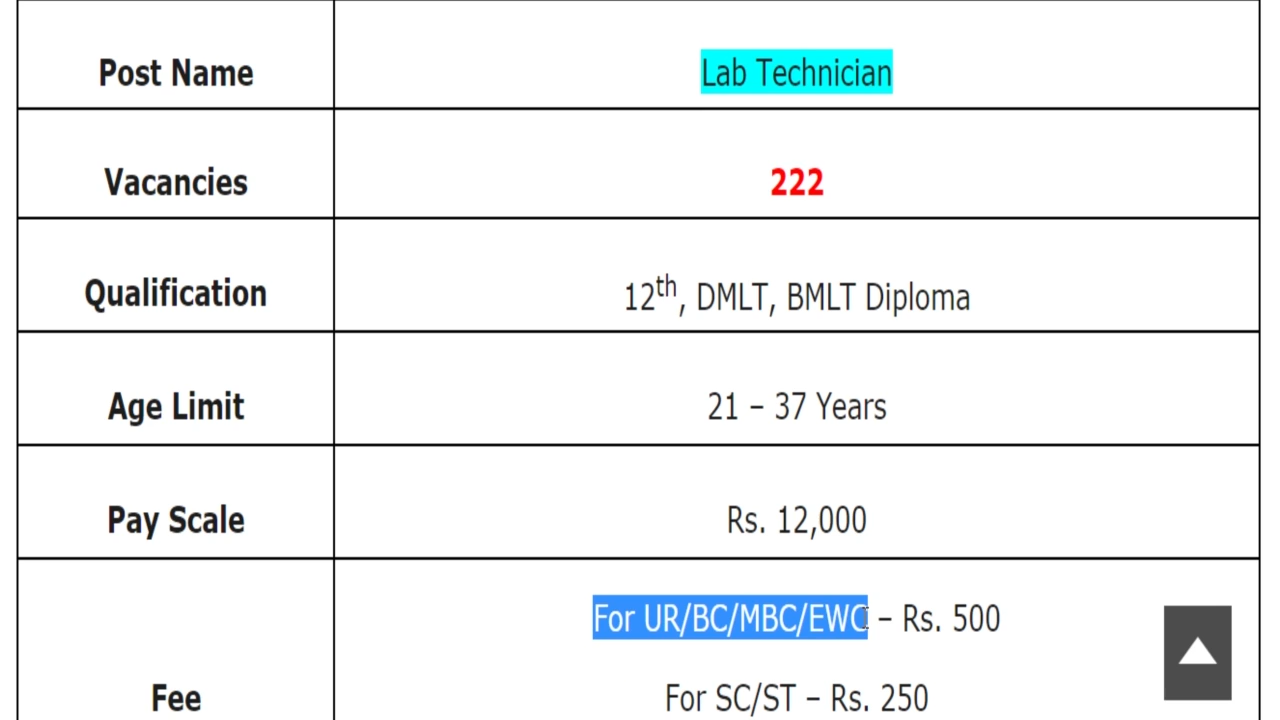 Post Name
Lab Technician
Vacancies
222
Qualification
12th, DMLT, BMLT Diploma
Age Limit
21 – 37 Years
Pay Scale
Rs. 12,000
Fee
For UR/BC/MBC/EWC – Rs. 500
For SC/ST – Rs. 250